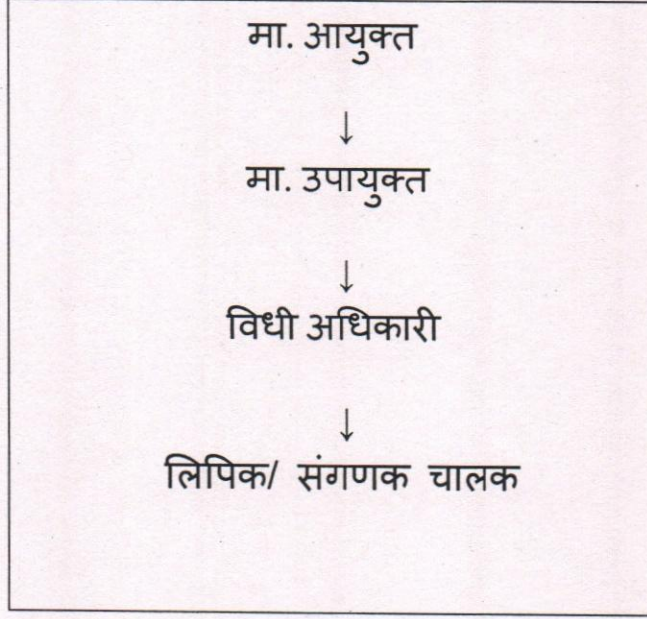 मा. आयुक्त
↓
मा. उपायुक्त
↓
विधी अधिकारी
↓
लिपिक/ संगणक चालक